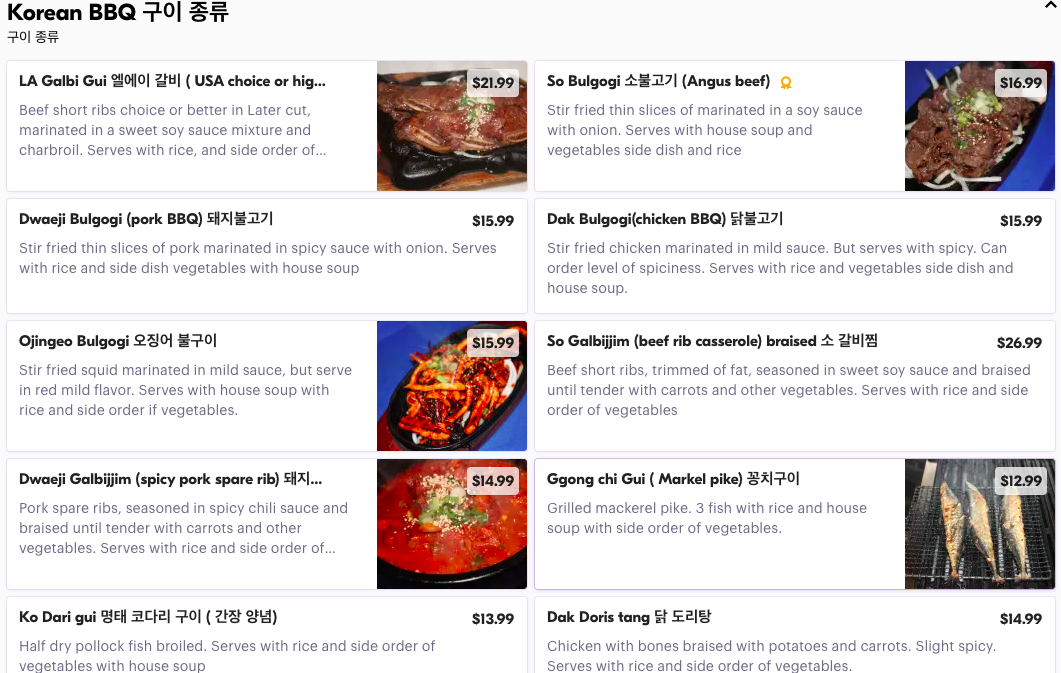 Korean BBQ 구이 종류
구이 종류
LA Galbi Gui 엘에이 갈비 ( USA choice or hig...
$21.99
Beef short ribs choice or better in Later cut,
marinated in a sweet soy sauce mixture and
charbroil. Serves with rice, and side order of...
So Bulgogi 소불고기 (Angus beef)
$16.99
Stir fried thin slices of marinated in a soy sauce
with onion. Serves with house soup and
vegetables side dish and rice
Dwaeji Bulgogi (pork BBQ) 돼지불고기
$15.99
Stir fried thin slices of pork marinated in spicy sauce with onion. Serves
with rice and side dish vegetables with house soup
Dak Bulgogi(chicken BBQ) 닭불고기
$15.99
Stir fried chicken marinated in mild sauce. But serves with spicy. Can
order level of spiciness. Serves with rice and vegetables side dish and
house soup.
Ojingeo Bulgogi 오징어 불구이
$15.99
Stir fried squid marinated in mild sauce, but serve
in red mild flavor. Serves with house soup with
rice and side order if vegetables.
So Galbijjim (beef rib casserole) braised 소 갈비찜
$26.99
Beef short ribs, trimmed of fat, seasoned in sweet soy sauce and braised
until tender with carrots and other vegetables. Serves with rice and side
order of vegetables
Dwaeji Galbijjim (spicy pork spare rib) 돼지...
$14.99
Pork spare ribs, seasoned in spicy chili sauce and
braised until tender with carrots and other
vegetables. Serves with rice and side order of...
Ggong chi Gui ( Markel pike) 꽁치구이
$12.99
Grilled mackerel pike. 3 fish with rice and house
soup with side order of vegetables.
Ko Dari gui 명태 코다리 구이 ( 간장 양념)
$13.99
Half dry pollock fish broiled. Serves with rice and side order of
vegetables with house soup
Dak Doris tang 닭 도리탕
$14.99
Chicken with bones braised with potatoes and carrots. Slight spicy.
Serves with rice and side order of vegetables.